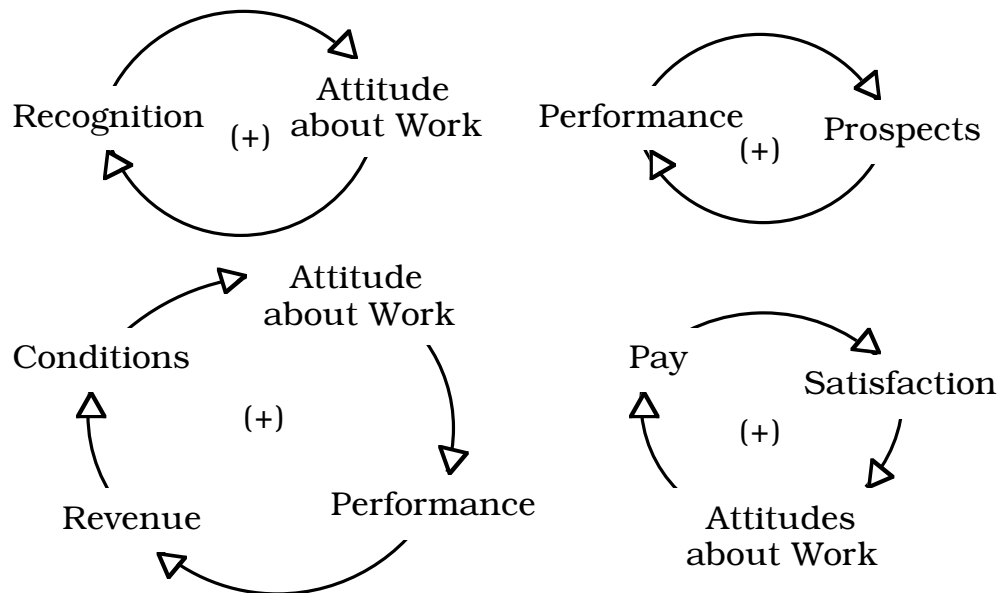 Recognition
(+)
Attitude
about Work
Performance
(+)
Prospects
Attitude
about Work
Conditions
(+)
Revenue
Performance
Pay
Satisfaction
(+)
Attitudes
about Work